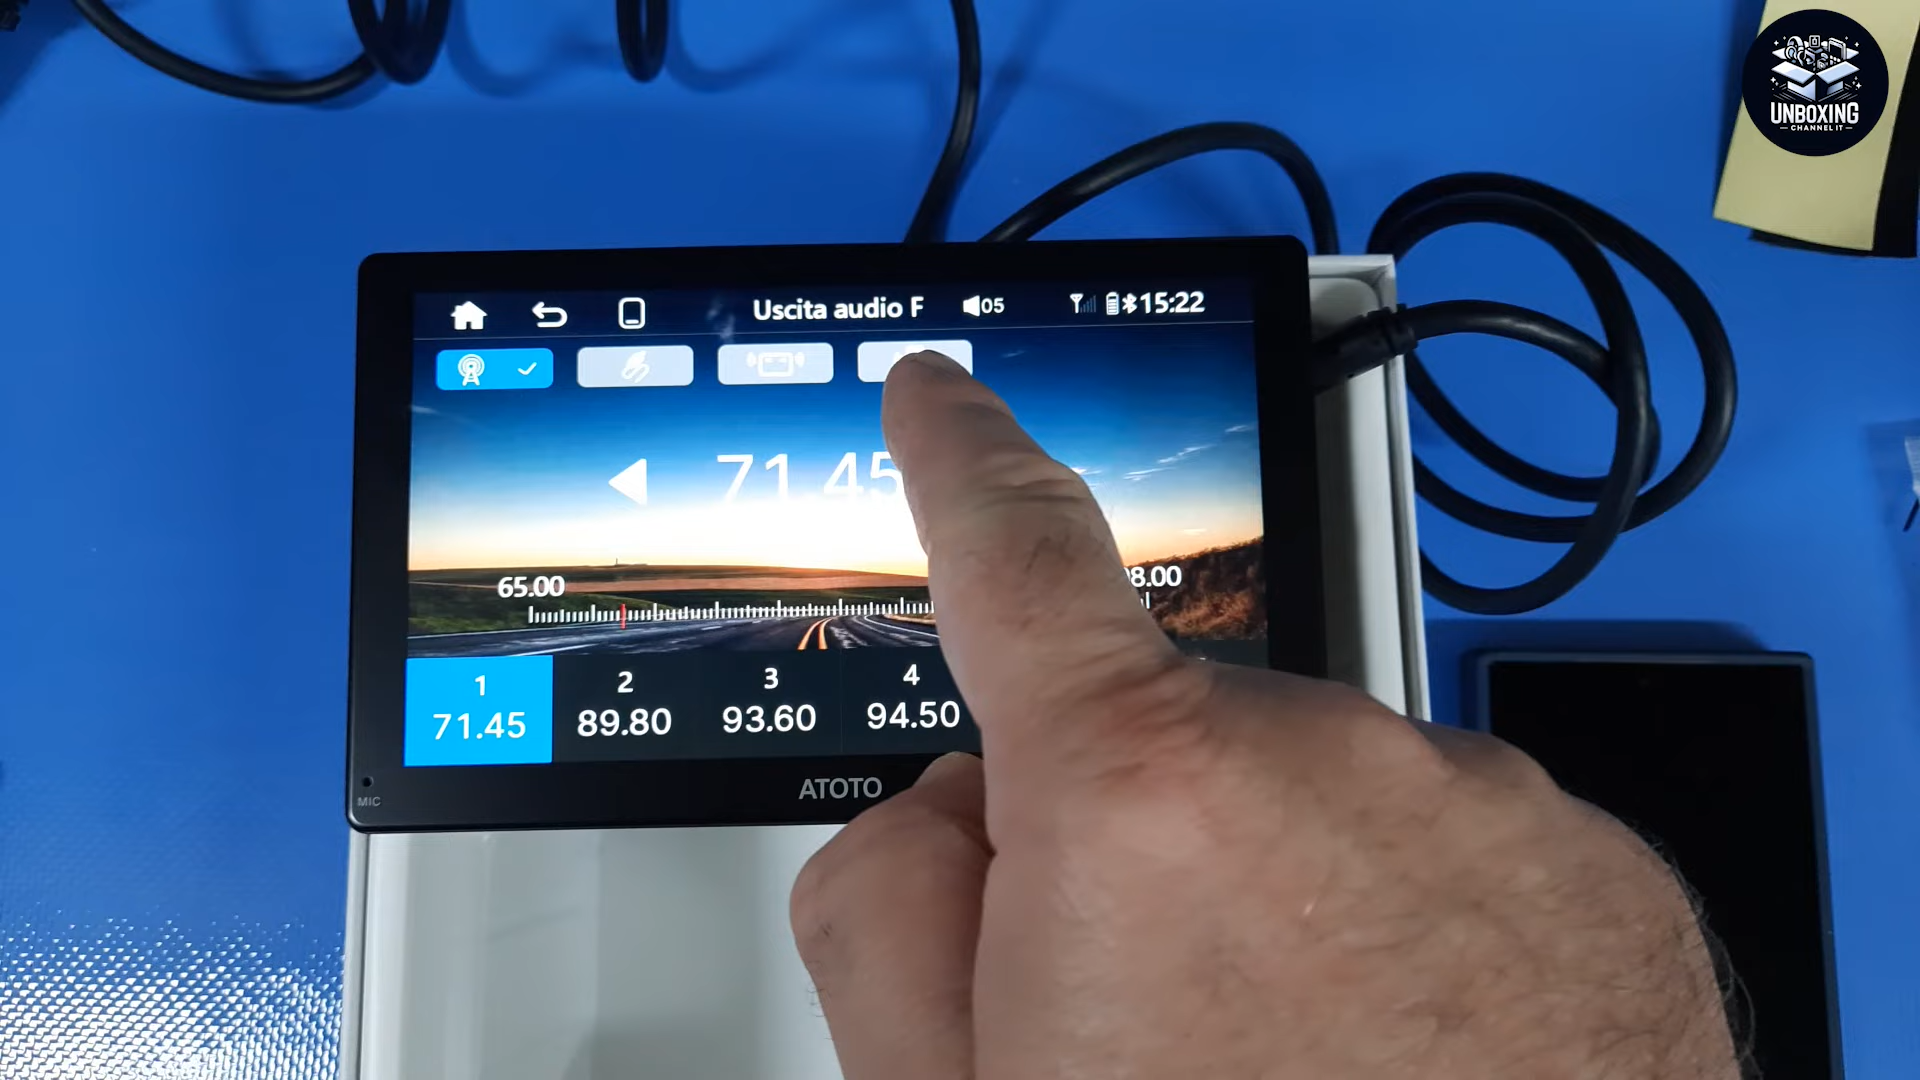 UNBOXING
CHANNEL IT
Uscita audio F
05
15:22
71.45
65.00
8.00
1
2
3
4
71.45
89.80
93.60
94.50
MIC
ATOTO